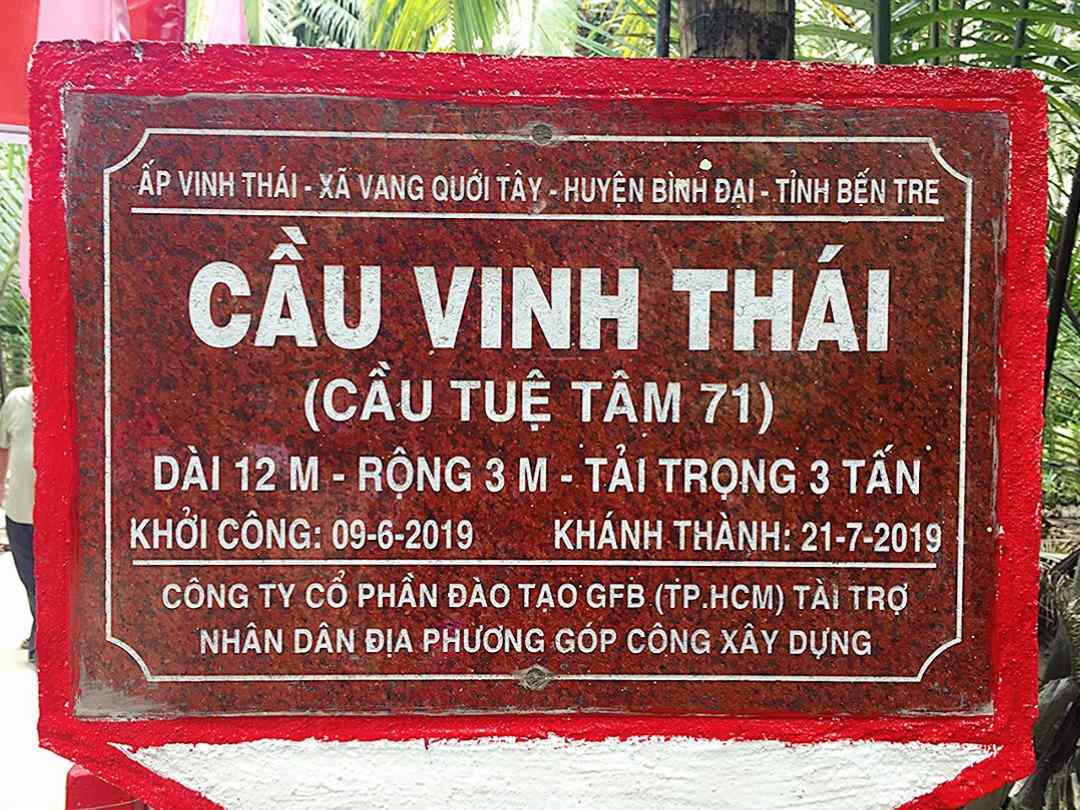 ẤP VINH THÁI - XÃ VANG QUỚI TÂY - HUYỆN BÌNH ĐẠI - TỈNH BẾN TRE
CẦU VINH THÁI
(CẦU TUỆ TÂM 71)
DÀI 12 M - RỘNG 3 M - TẢI TRỌNG 3 TẤN
KHỞI CÔNG: 09-6-2019 KHÁNH THÀNH: 21-7-2019
CÔNG TY CỔ PHẦN ĐÀO TẠO GFB (TP.HCM) TÀI TRỢ
NHÂN DÂN ĐỊA PHƯƠNG GÓP CÔNG XÂY DỰNG